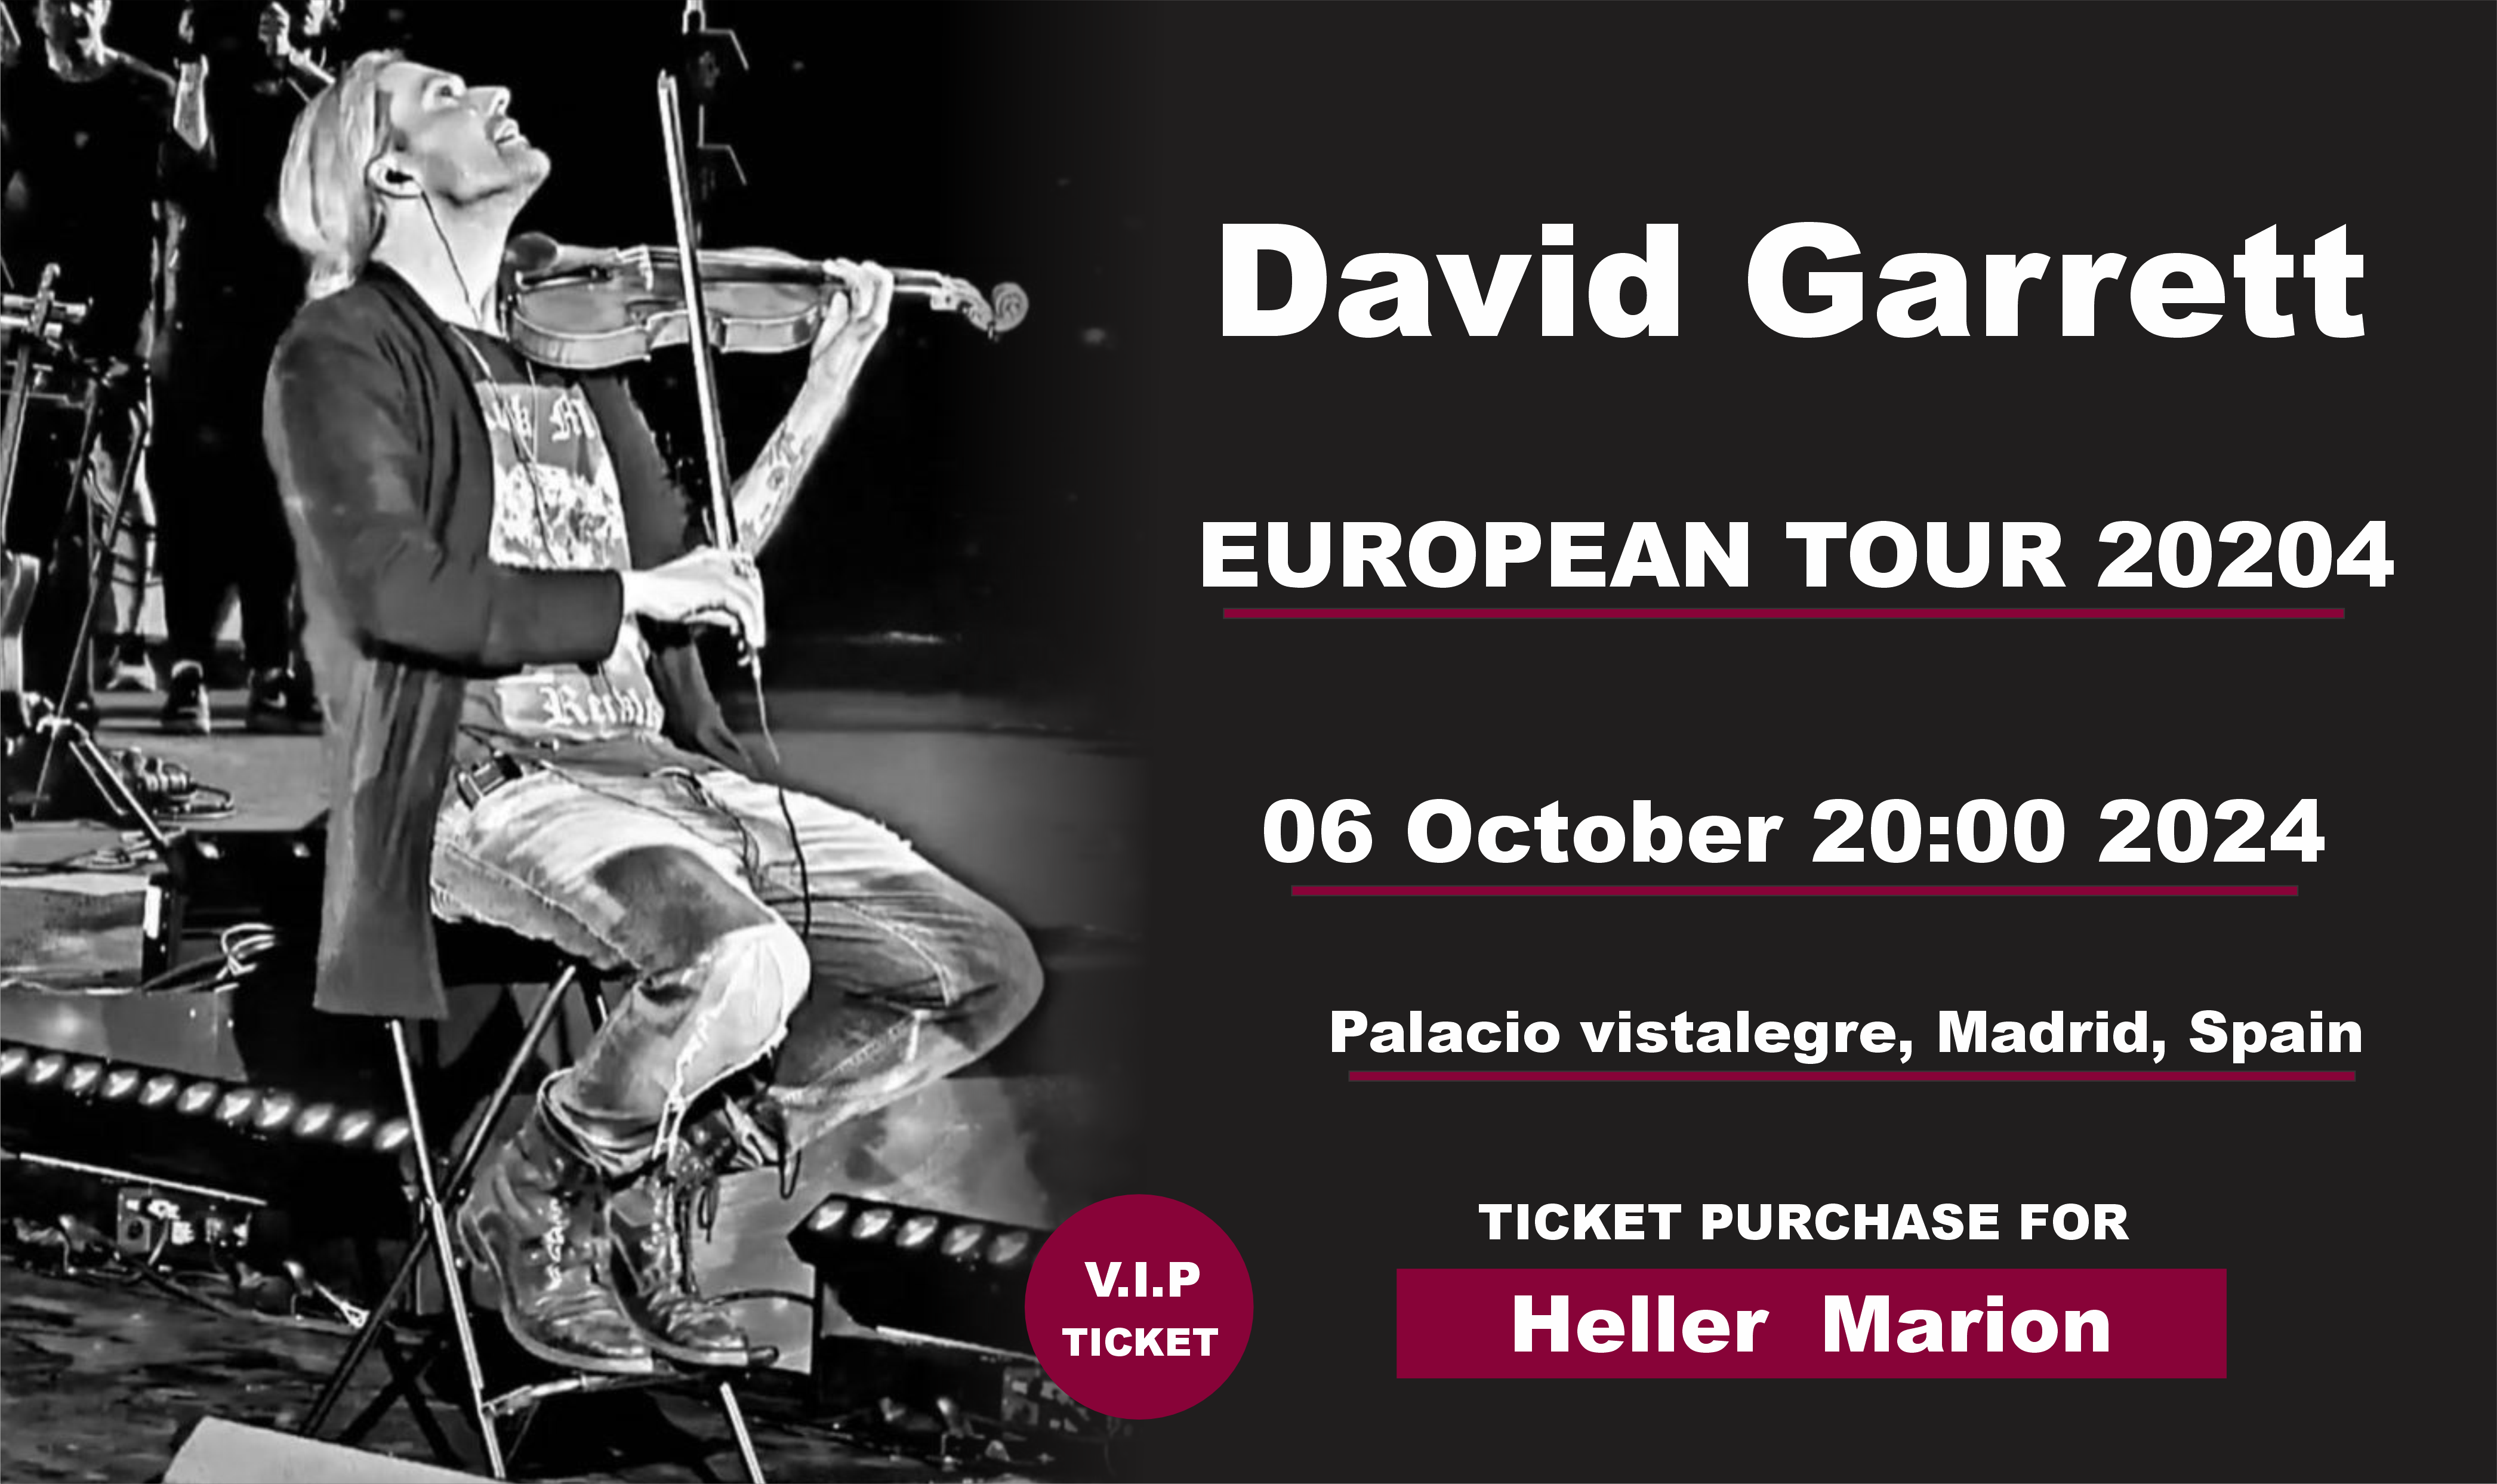 David Garrett
EUROPEAN TOUR 20204
06 October 20:00 2024
Palacio vistalegre, Madrid, Spain
TICKET PURCHASE FOR
Heller Marion
V.I.P
TICKET